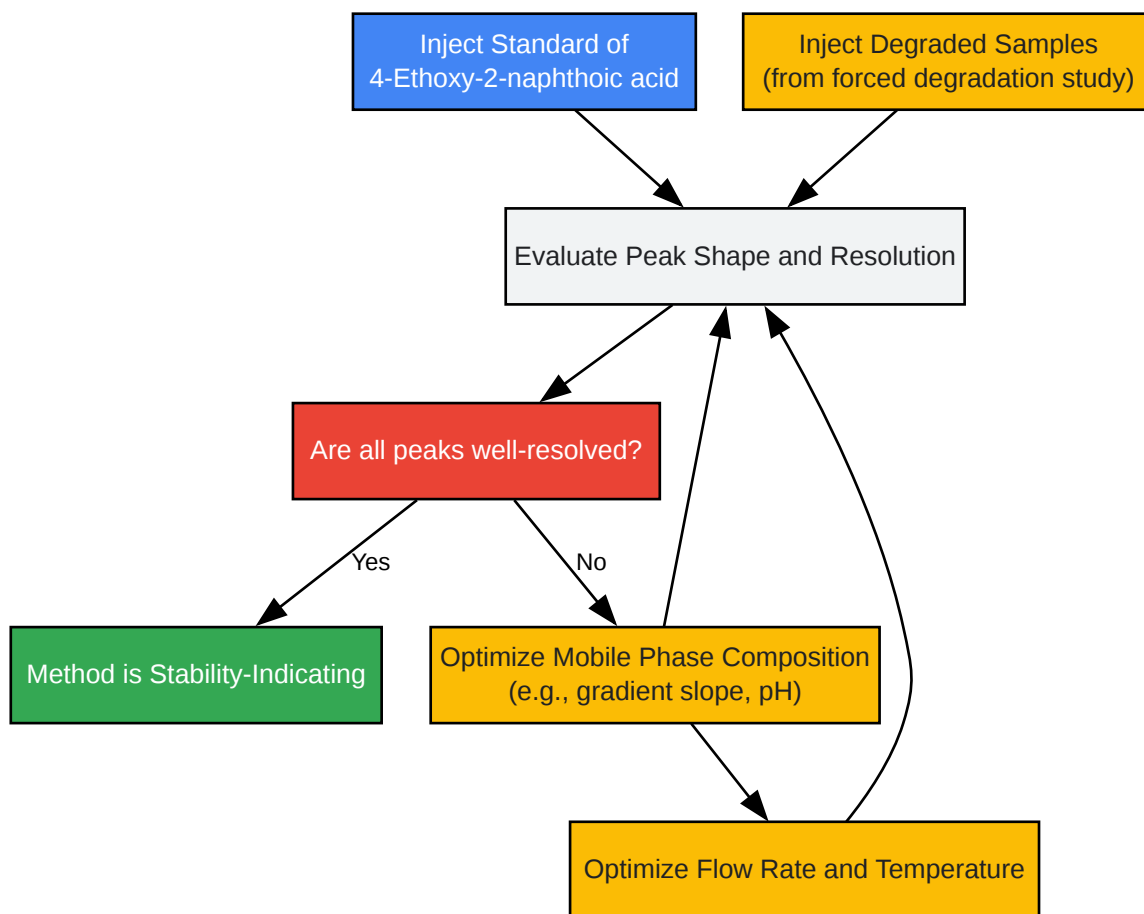 Inject Standard of
4-Ethoxy-2-naphthoic acid
Inject Degraded Samples
(from forced degradation study)
Evaluate Peak Shape and Resolution
Are all peaks well-resolved?
Yes
No
Method is Stability-Indicating
Optimize Mobile Phase Composition
(e.g., gradient slope, pH)
Optimize Flow Rate and Temperature